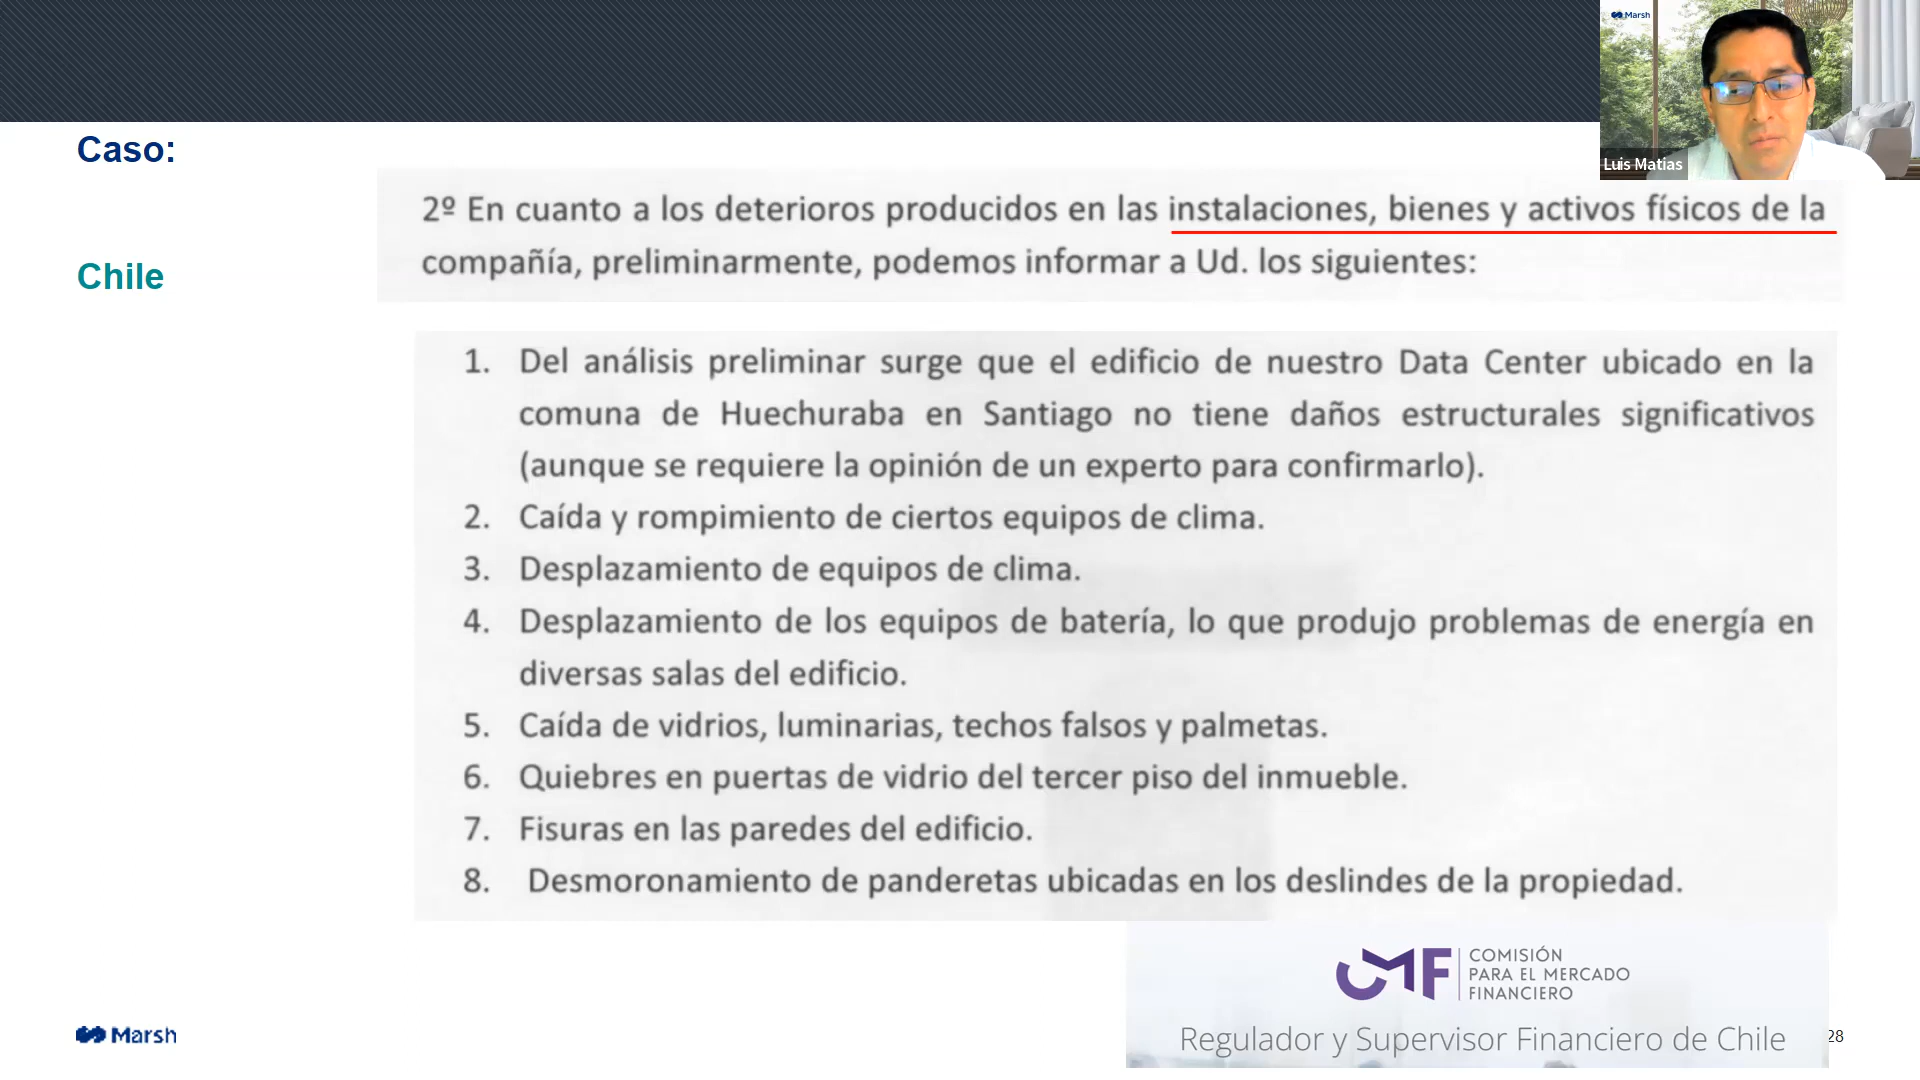 Marsh
Luis Matias
Caso:
Chile
2º En cuanto a los deterioros producidos en las instalaciones, bienes y activos físicos de la
compañía, preliminarmente, podemos informar a Ud. los siguientes:
1. Del análisis preliminar surge que el edificio de nuestro Data Center ubicado en la
comuna de Huechuraba en Santiago no tiene daños estructurales significativos
(aunque se requiere la opinión de un experto para confirmarlo).
2. Caída y rompimiento de ciertos equipos de clima.
3. Desplazamiento de equipos de clima.
4. Desplazamiento de los equipos de batería, lo que produjo problemas de energía en
diversas salas del edificio.
5. Caída de vidrios, luminarias, techos falsos y palmetas.
6. Quiebres en puertas de vidrio del tercer piso del inmueble.
7. Fisuras en las paredes del edificio.
8. Desmoronamiento de panderetas ubicadas en los deslindes de la propiedad.
CMF
COMISIÓN
PARA EL MERCADO
FINANCIERO
Regulador y Supervisor Financiero de Chile
Marsh
28